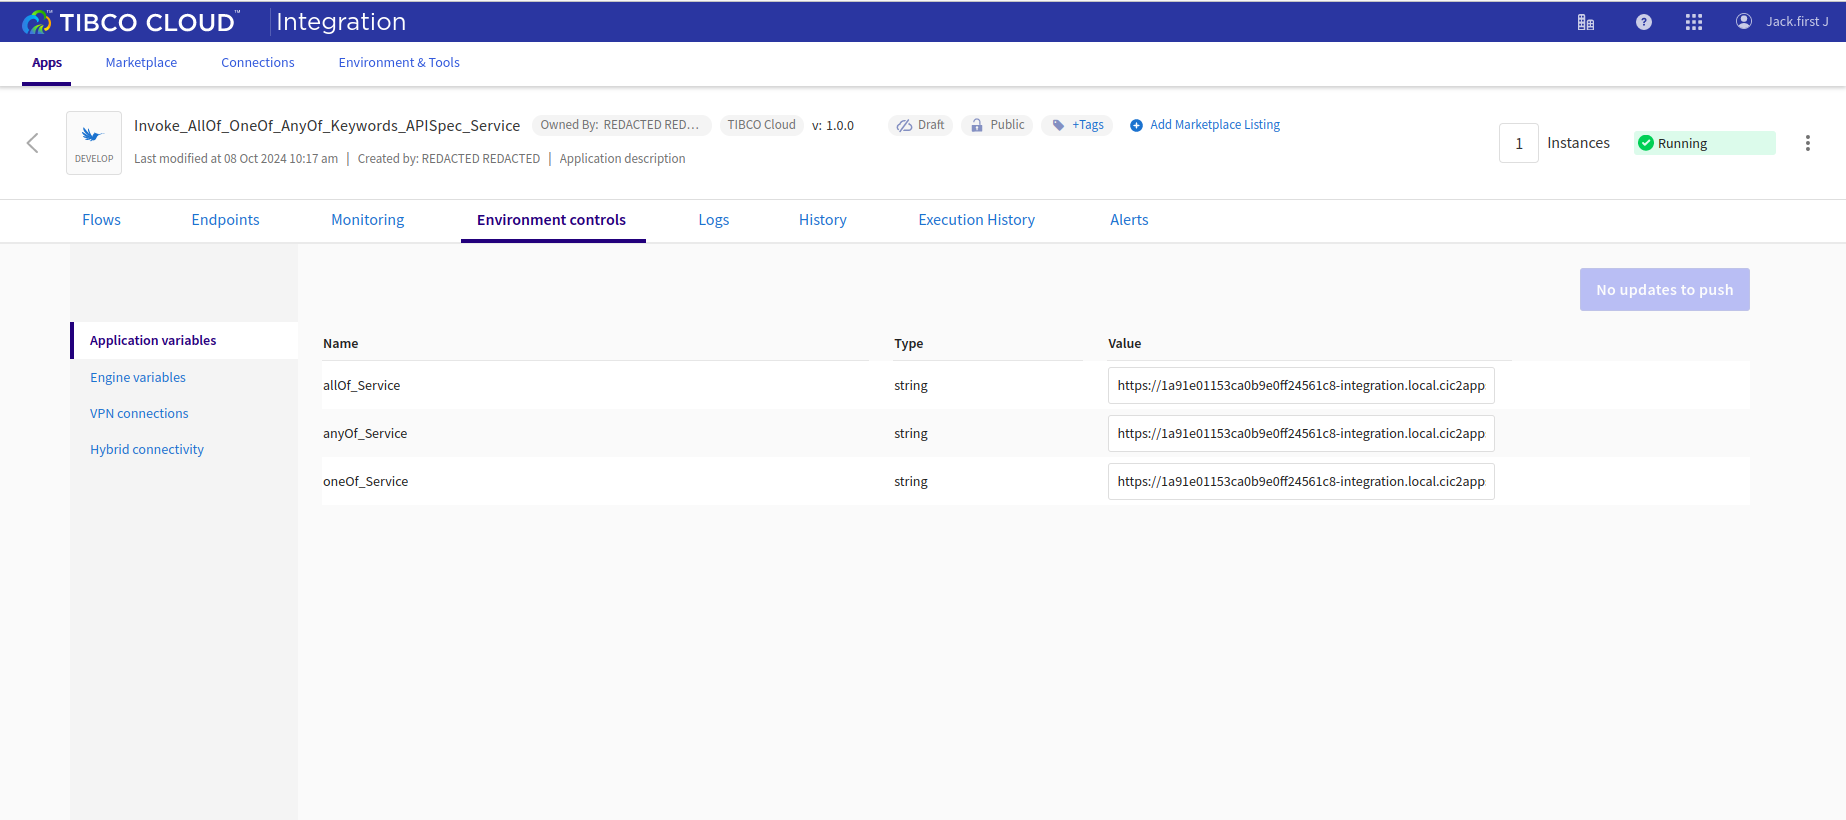 TIBCO CLOUD™ Integration
Jack.first J
Apps Marketplace Connections Environment & Tools
DEVELOP
Invoke_AllOf_OneOf_AnyOf_Keywords_APISpec_Service Owned By: REDACTED RED... TIBCO Cloud v: 1.0.0 Draft Public +Tags Add Marketplace Listing
Last modified at 08 Oct 2024 10:17 am | Created by: REDACTED REDACTED | Application description
1 Instances Running
Flows Endpoints Monitoring Environment controls Logs History Execution History Alerts
No updates to push
Application variables
Engine variables
VPN connections
Hybrid connectivity
Name Type Value
allOf_Service string https://1a91e01153ca0b9e0ff24561c8-integration.local.cic2app
anyOf_Service string https://1a91e01153ca0b9e0ff24561c8-integration.local.cic2app
oneOf_Service string https://1a91e01153ca0b9e0ff24561c8-integration.local.cic2app